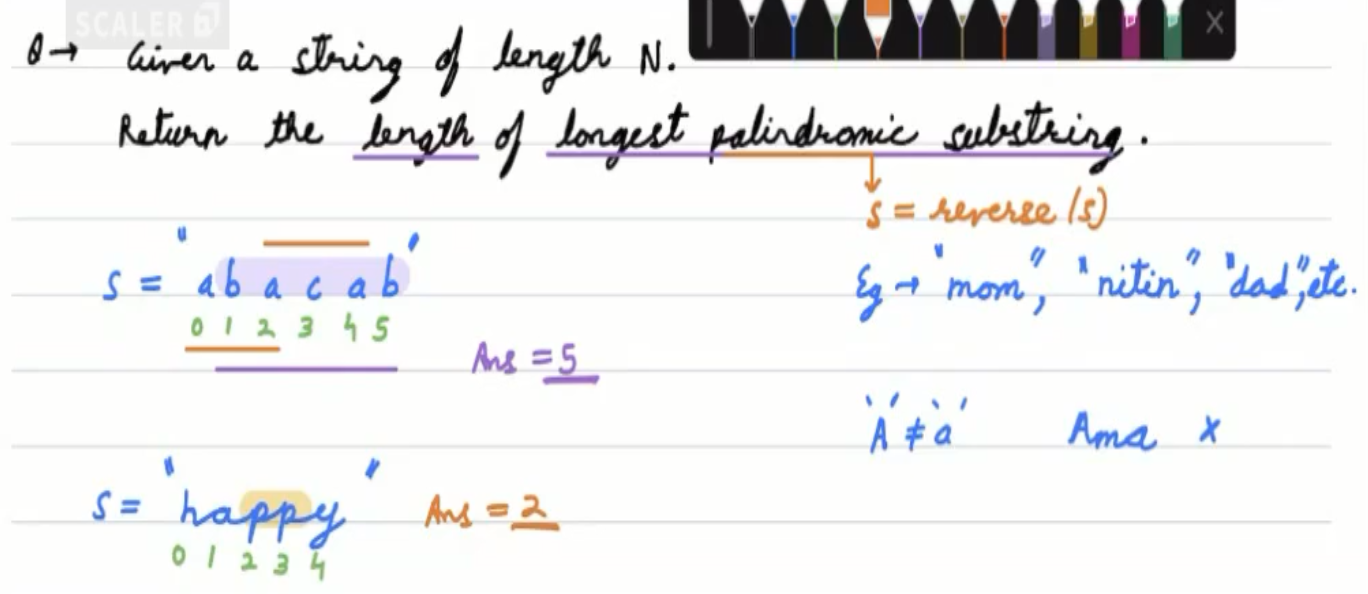 SCALER
Q→ Given a string of length N.
Return the length of longest palindromic substring.
s = reverse(s)
S = "abacab"
0 1 2 3 4 5
Eg → "mom", "nitin", "dad", etc.
Ans = 5
'A' ≠ 'a' Ama x
S = "happy" Ans = 2
0 1 2 3 4